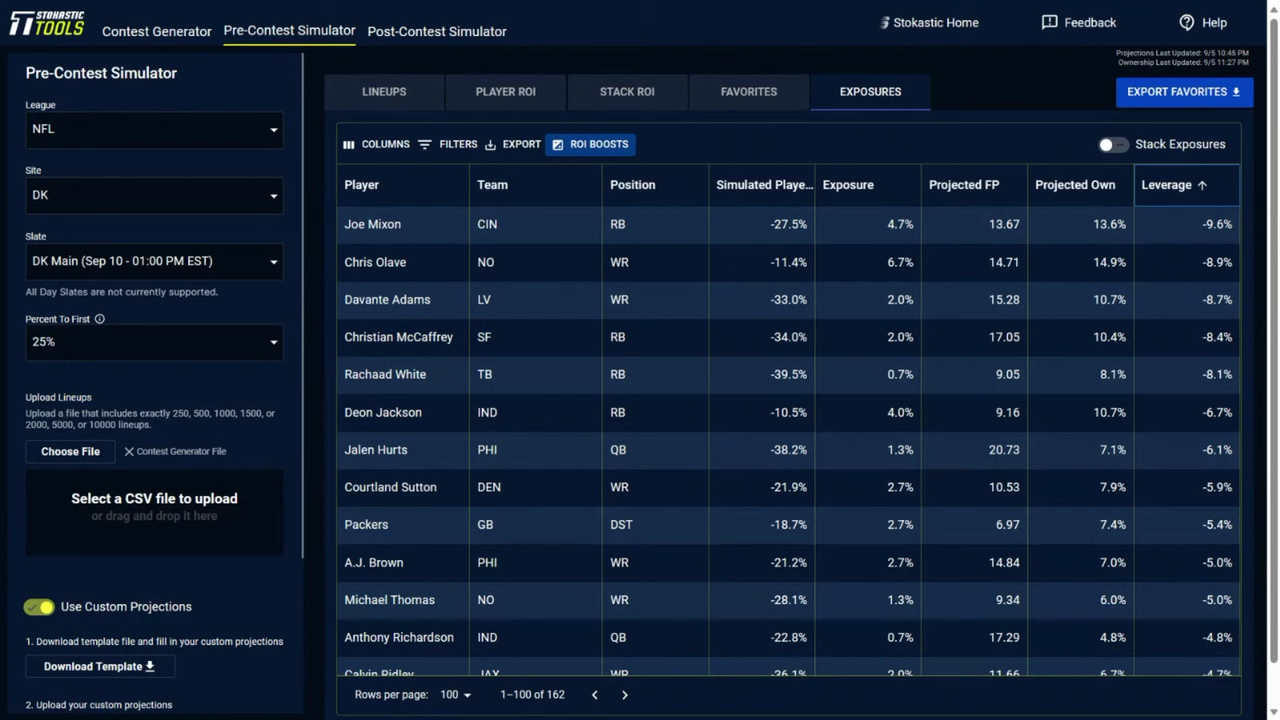 STOKASTIC
TOOLS
Contest Generator Pre-Contest Simulator Post-Contest Simulator
Stokastic Home Feedback Help
Projections Last Updated: 9/5 10:45 PM
Ownership Last Updated: 9/5 11:27 PM
Pre-Contest Simulator
League
NFL
Site
DK
Slate
DK Main (Sep 10 - 01:00 PM EST)
All Day Slates are not currently supported.
Percent To First
25%
Upload Lineups
Upload a file that includes exactly 250, 500, 1000, 1500, or
2000, 5000, or 10000 lineups.
Choose File Contest Generator File
Select a CSV file to upload
or drag and drop it here
Use Custom Projections
1. Download template file and fill in your custom projections
Download Template
2. Upload your custom projections
LINEUPS PLAYER ROI STACK ROI FAVORITES EXPOSURES
EXPORT FAVORITES
COLUMNS FILTERS EXPORT ROI BOOSTS Stack Exposures
Player Team Position Simulated Playe... Exposure Projected FP Projected Own Leverage
Joe Mixon CIN RB -27.5% 4.7% 13.67 13.6% -9.6%
Chris Olave NO WR -11.4% 6.7% 14.71 14.9% -8.9%
Davante Adams LV WR -33.0% 2.0% 15.28 10.7% -8.7%
Christian McCaffrey SF RB -34.0% 2.0% 17.05 10.4% -8.4%
Rachaad White TB RB -39.5% 0.7% 9.05 8.1% -8.1%
Deon Jackson IND RB -10.5% 4.0% 9.16 10.7% -6.7%
Jalen Hurts PHI QB -38.2% 1.3% 20.73 7.1% -6.1%
Courtland Sutton DEN WR -21.9% 2.7% 10.53 7.9% -5.9%
Packers GB DST -18.7% 2.7% 6.97 7.4% -5.4%
A.J. Brown PHI WR -21.2% 2.7% 14.84 7.0% -5.0%
Michael Thomas NO WR -28.1% 1.3% 9.34 6.0% -5.0%
Anthony Richardson IND QB -22.8% 0.7% 17.29 4.8% -4.8%
Calvin Ridley JAX WR -36.1% 2.0% 11.66 6.7% -4.7%
Rows per page: 100 1–100 of 162